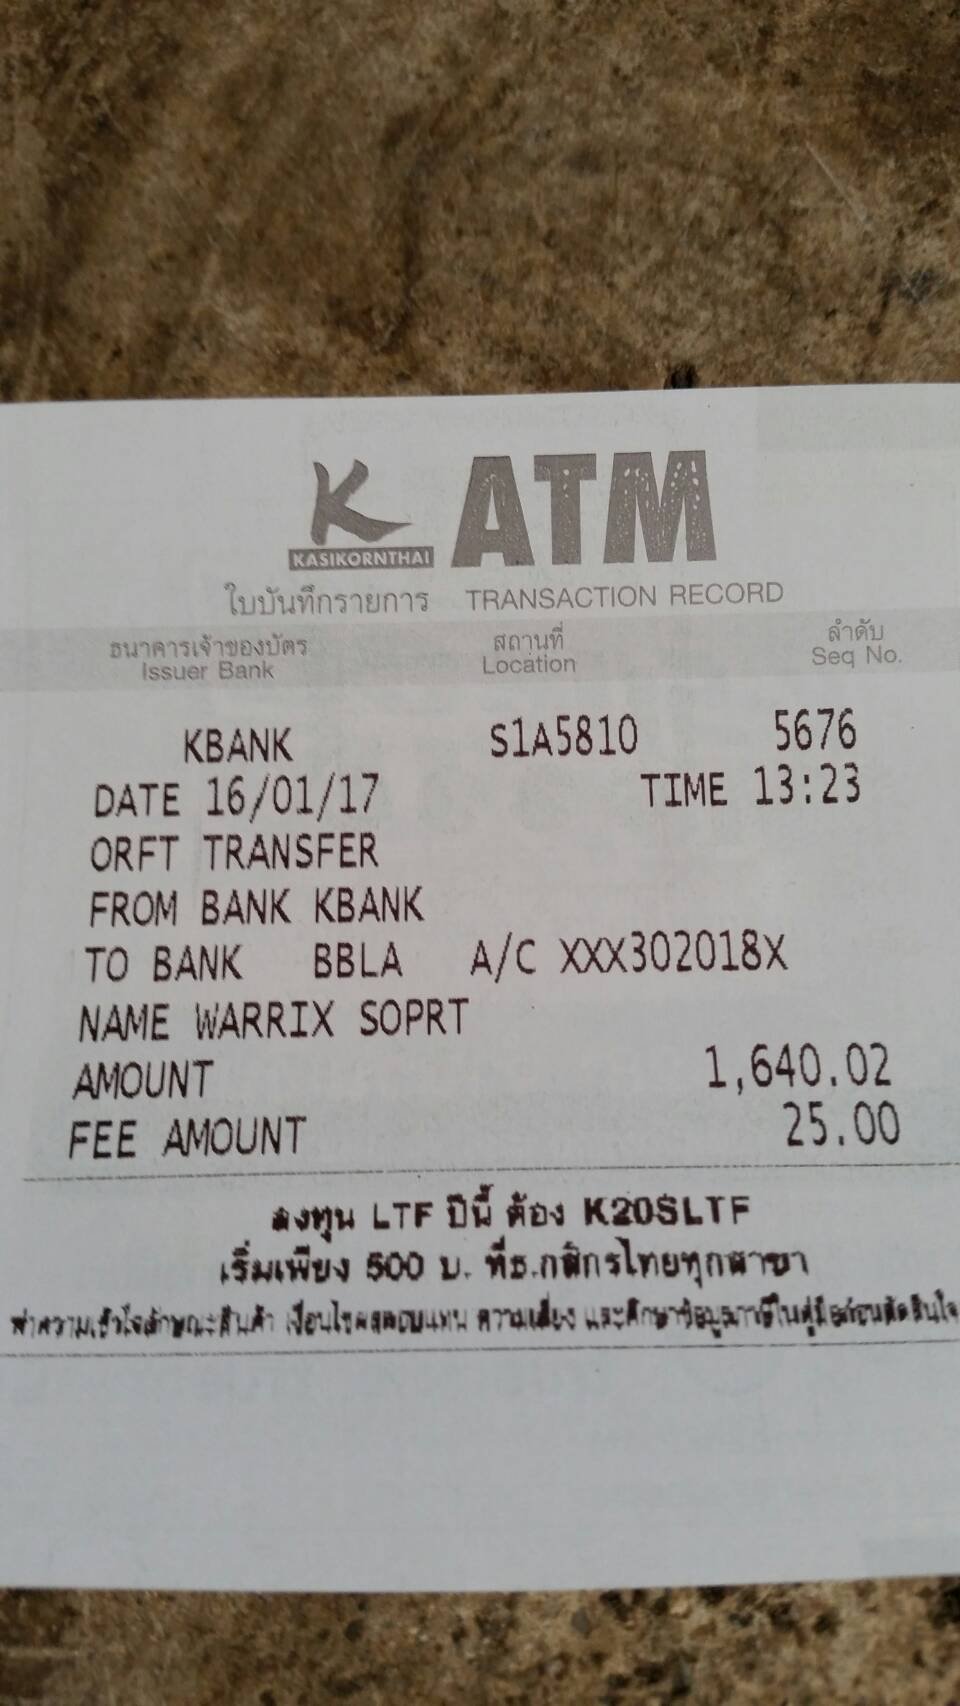 K ATM
KASIKORNTHAI
ใบบันทึกรายการ TRANSACTION RECORD
ธนาคารเจ้าของบัตร สถานที่ ลำดับ
Issuer Bank Location Seq No.
KBANK S1A5810 5676
DATE 16/01/17 TIME 13:23
ORFT TRANSFER
FROM BANK KBANK
TO BANK BBLA A/C XXX302018X
NAME WARRIX SOPRT
AMOUNT 1,640.02
FEE AMOUNT 25.00
ลงทุน LTF ปีนี้ ต้อง K20SLTF
เริ่มเพียง 500 บ. ที่ธ.กสิกรไทยทุกสาขา
ทำความเข้าใจลักษณะสินค้า เงื่อนไขผลตอบแทน ความเสี่ยง และศึกษาข้อมูลภาษีในคู่มือก่อนตัดสินใจ